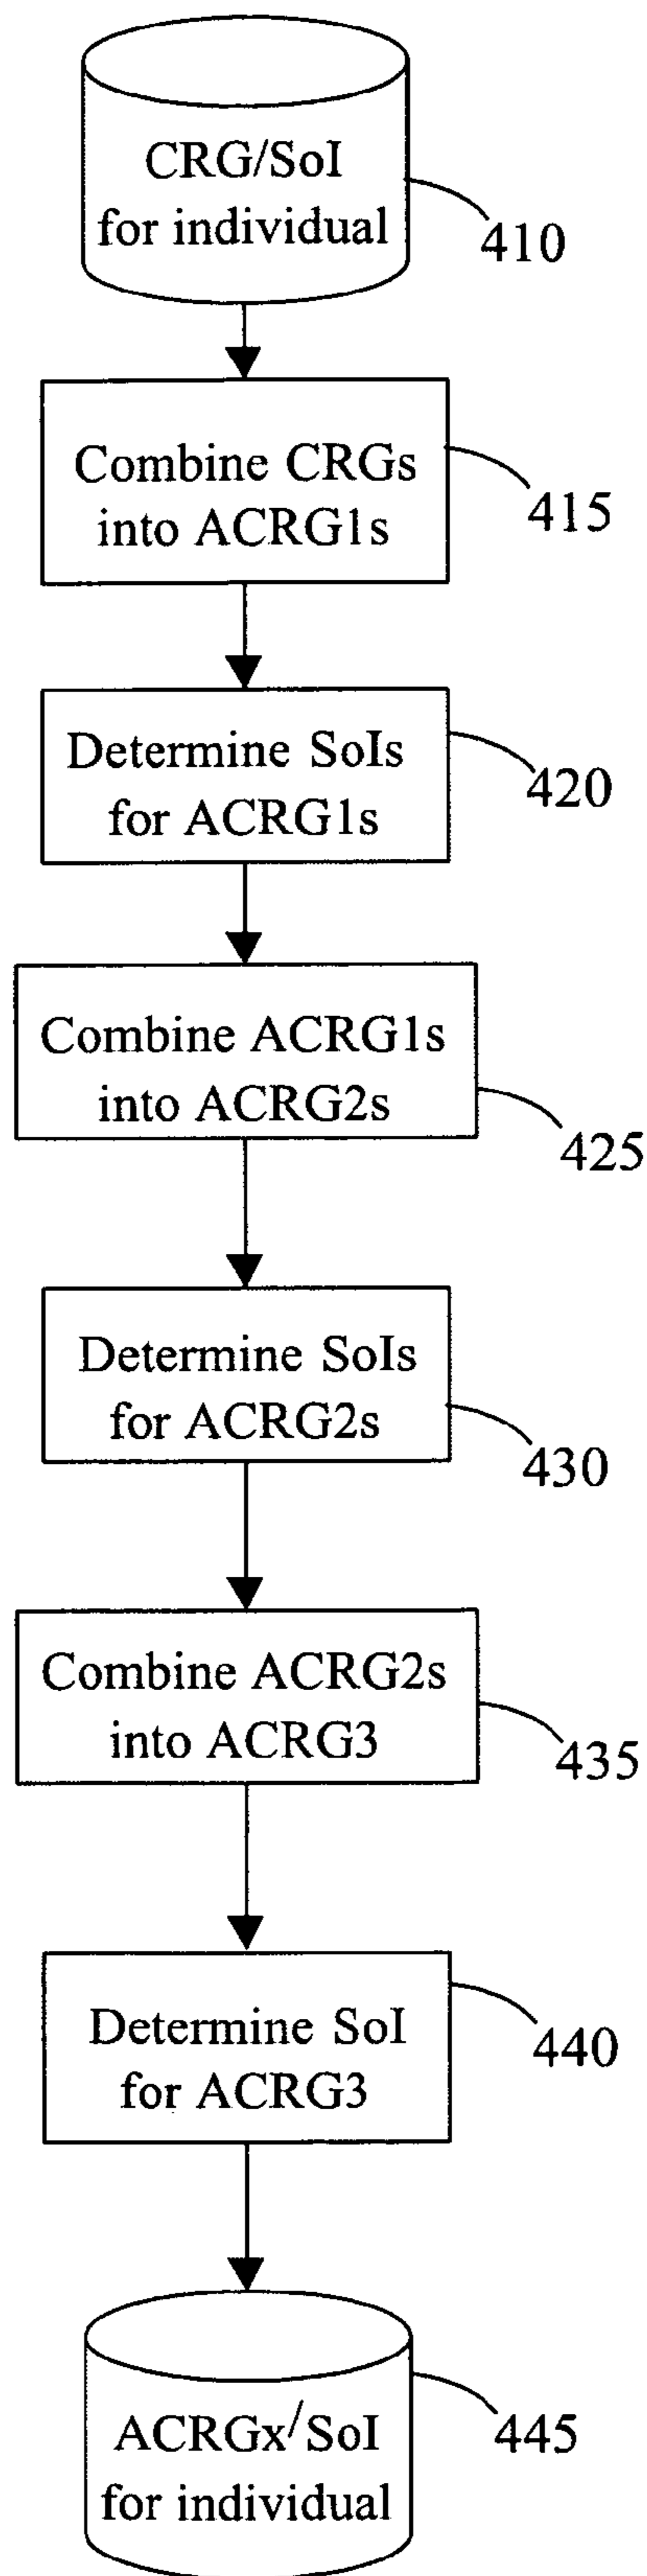 CRG/SoI
for individual
410
Combine CRGs
into ACRG1s
415
Determine SoIs
for ACRG1s
420
Combine ACRG1s
into ACRG2s
425
Determine SoIs
for ACRG2s
430
Combine ACRG2s
into ACRG3
435
Determine SoI
for ACRG3
440
ACRGx/SoI
for individual
445